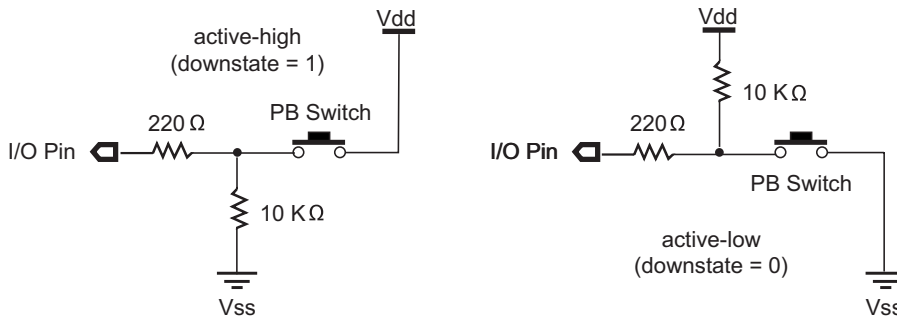 Vdd
active-high
(downstate = 1)
PB Switch
220 Ω
I/O Pin
10 KΩ
Vss
Vdd
10 KΩ
220 Ω
I/O Pin
PB Switch
active-low
(downstate = 0)
Vss